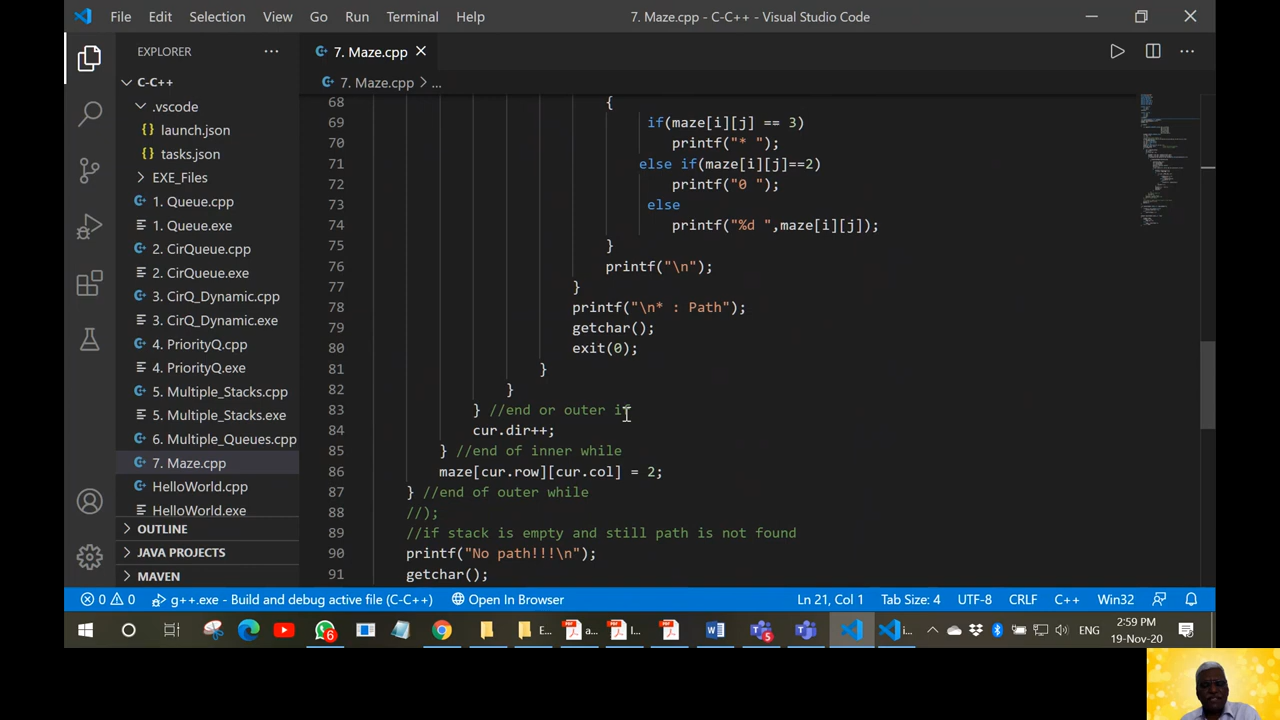 File Edit Selection View Go Run Terminal Help 7. Maze.cpp - C-C++ - Visual Studio Code
EXPLORER
7. Maze.cpp
C-C++
7. Maze.cpp > ...
.vscode
launch.json
tasks.json
EXE_Files
1. Queue.cpp
1. Queue.exe
2. CirQueue.cpp
2. CirQueue.exe
3. CirQ_Dynamic.cpp
3. CirQ_Dynamic.exe
4. PriorityQ.cpp
4. PriorityQ.exe
5. Multiple_Stacks.cpp
5. Multiple_Stacks.exe
6. Multiple_Queues.cpp
7. Maze.cpp
HelloWorld.cpp
HelloWorld.exe
OUTLINE
JAVA PROJECTS
MAVEN
68 {
69 if(maze[i][j] == 3)
70 printf("* ");
71 else if(maze[i][j]==2)
72 printf("0 ");
73 else
74 printf("%d ",maze[i][j]);
75 }
76 printf("\n");
77 }
78 printf("\n* : Path");
79 getchar();
80 exit(0);
81 }
82 }
83 } //end or outer if
84 cur.dir++;
85 } //end of inner while
86 maze[cur.row][cur.col] = 2;
87 } //end of outer while
88 //);
89 //if stack is empty and still path is not found
90 printf("No path!!!\n");
91 getchar();
0 0 g++.exe - Build and debug active file (C-C++) Open In Browser Ln 21, Col 1 Tab Size: 4 UTF-8 CRLF C++ Win32
6 E... a... I... 5 i... ENG 2:59 PM
19-Nov-20